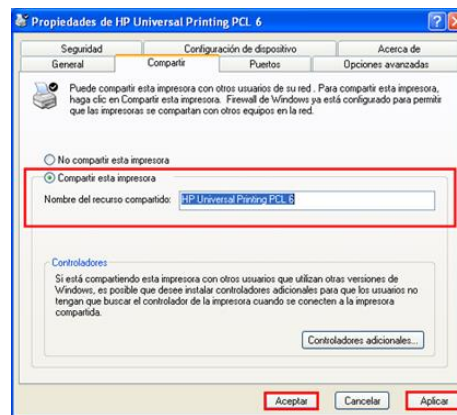 Propiedades de HP Universal Printing PCL 6
Seguridad Configuración de dispositivo Acerca de
General Compartir Puertos Opciones avanzadas
Puede compartir esta impresora con otros usuarios de su red . Para compartir esta impresora,
haga clic en Compartir esta impresora. Firewall de Windows ya está configurado para permitir
que las impresoras se compartan con otros equipos en la red.
No compartir esta impresora
Compartir esta impresora
Nombre del recurso compartido: HP Universal Printing PCL 6
Controladores
Si está compartiendo esta impresora con otros usuarios que utilizan otras versiones de
Windows, es posible que desee instalar controladores adicionales para que los usuarios no
tengan que buscar el controlador de la impresora cuando se conecten a la impresora
compartida.
Controladores adicionales...
Aceptar Cancelar Aplicar